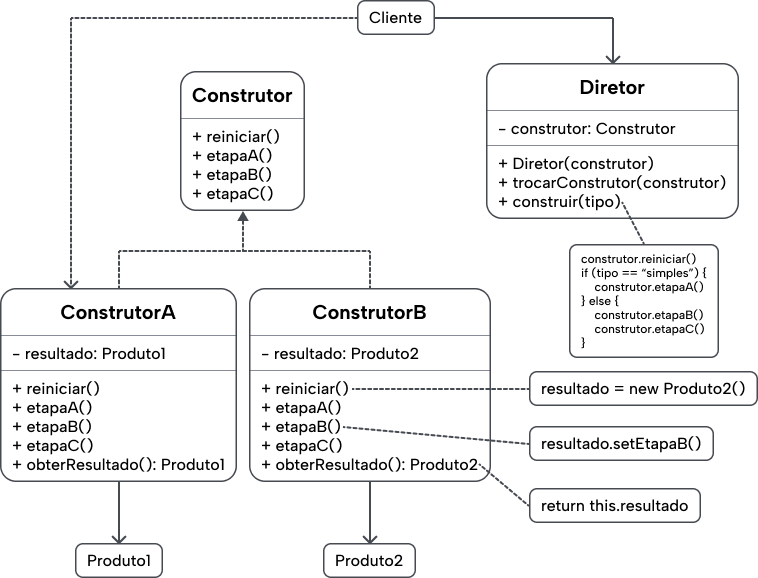 Cliente
Construtor
+ reiniciar()
+ etapaA()
+ etapaB()
+ etapaC()
Diretor
- construtor: Construtor
+ Diretor(construtor)
+ trocarConstrutor(construtor)
+ construir(tipo)
construtor.reiniciar()
if (tipo == “simples”) {
construtor.etapaA()
} else {
construtor.etapaB()
construtor.etapaC()
}
ConstrutorA
- resultado: Produto1
+ reiniciar()
+ etapaA()
+ etapaB()
+ etapaC()
+ obterResultado(): Produto1
ConstrutorB
- resultado: Produto2
+ reiniciar()
+ etapaA()
+ etapaB()
+ etapaC()
+ obterResultado(): Produto2
resultado = new Produto2()
resultado.setEtapaB()
return this.resultado
Produto1
Produto2